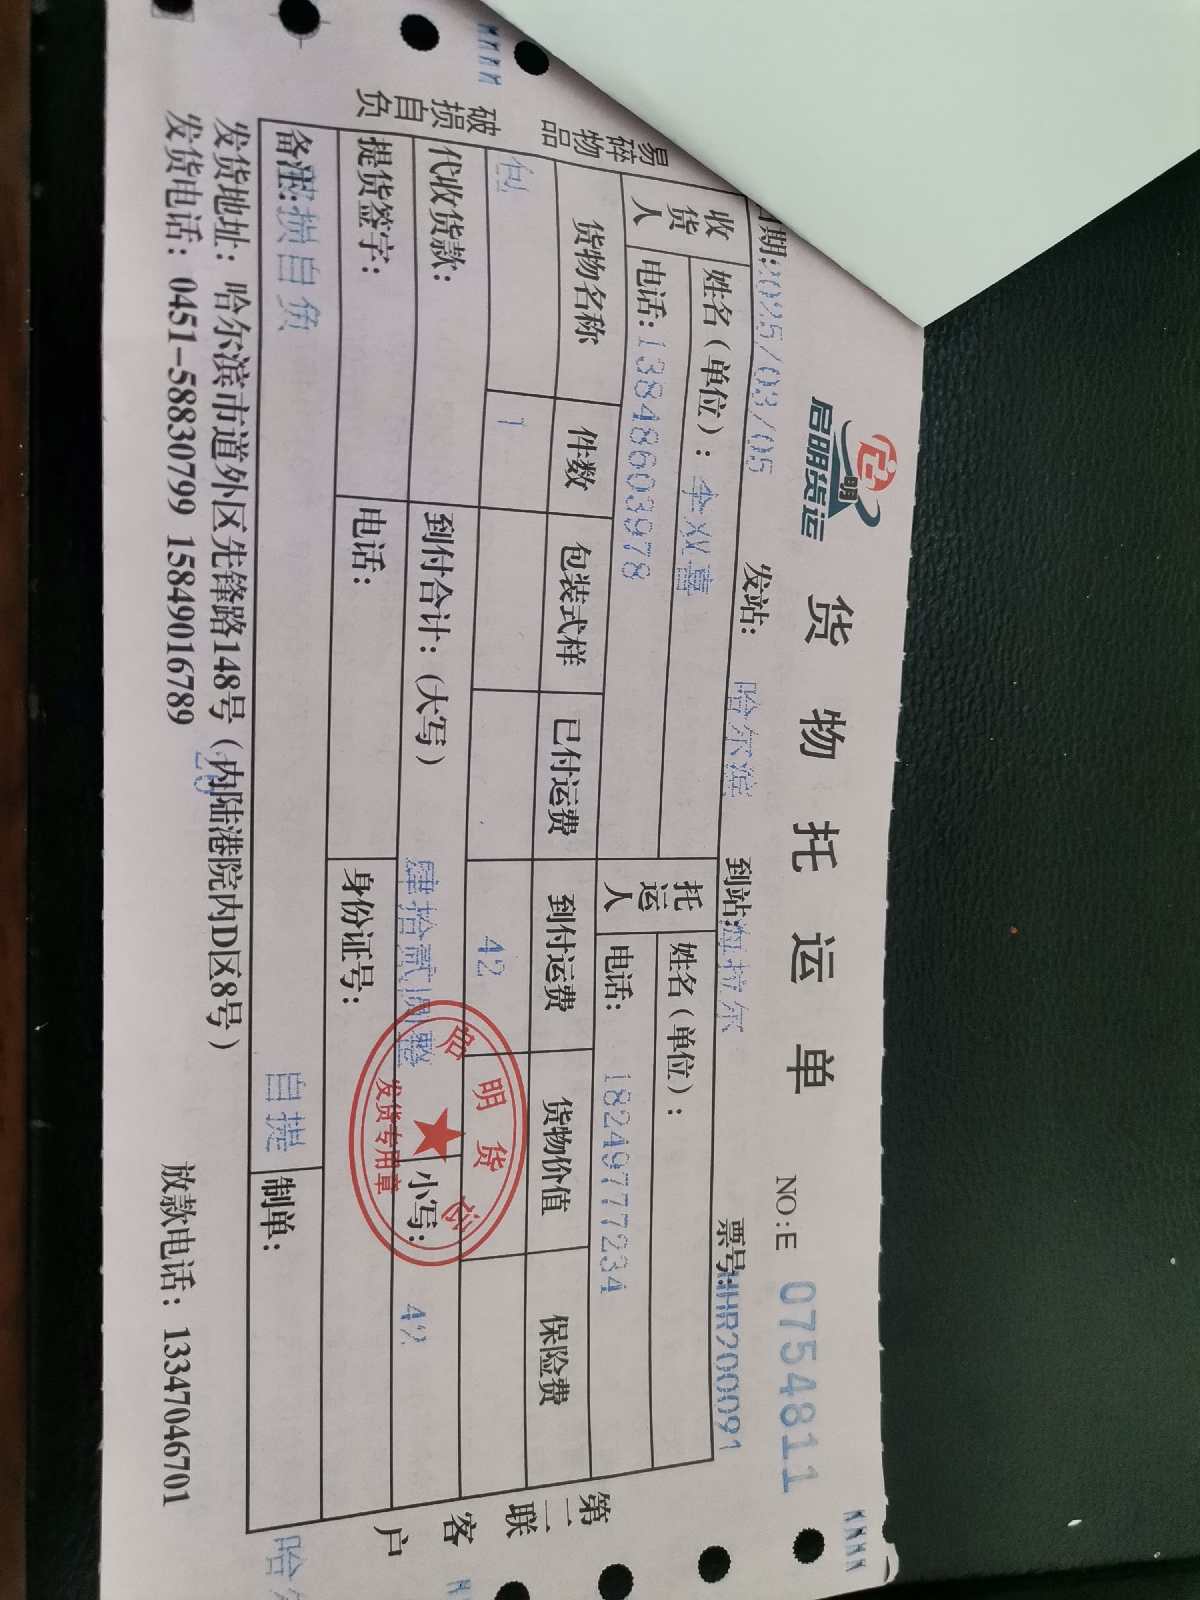 启明货运 货物托运单 NO:E 0754811
日期:2025/03/05 发站: 哈尔滨 到站:海拉尔 票号:HHR200091
收货人 姓名(单位): 托运人 姓名(单位):
电话:13848603978 电话: 18249777234
货物名称 件数 包装式样 已付运费 到付运费 货物价值 保险费
包 1 42
代收货款: 到付合计:(大写) 肆拾贰圆整 小写: 42
提货签字: 电话: 身份证号:
备注: 损自负 自提 制单:
发货地址: 哈尔滨市道外区先锋路148号(内陆港院内D区8号)
发货电话: 0451-58830799 15849016789 放款电话: 13347046701
易碎物品
破损自负
第二联
客户
启明货运
发货专用章